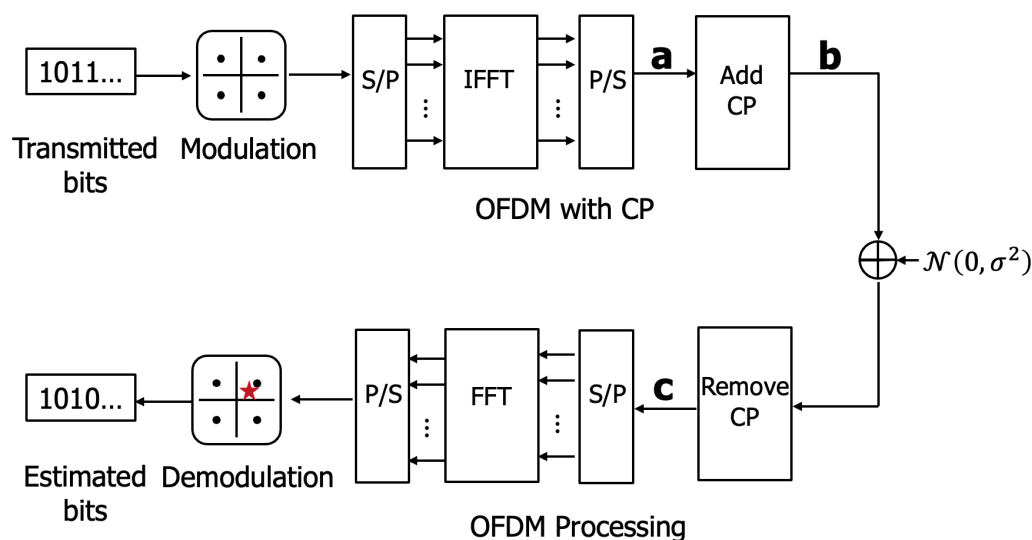 1011...
Transmitted
bits
Modulation
S/P
⋮
IFFT
⋮
P/S
a
Add
CP
b
OFDM with CP
𝒩(0, σ²)
1010...
Estimated
bits
Demodulation
P/S
⋮
FFT
⋮
S/P
c
Remove
CP
OFDM Processing